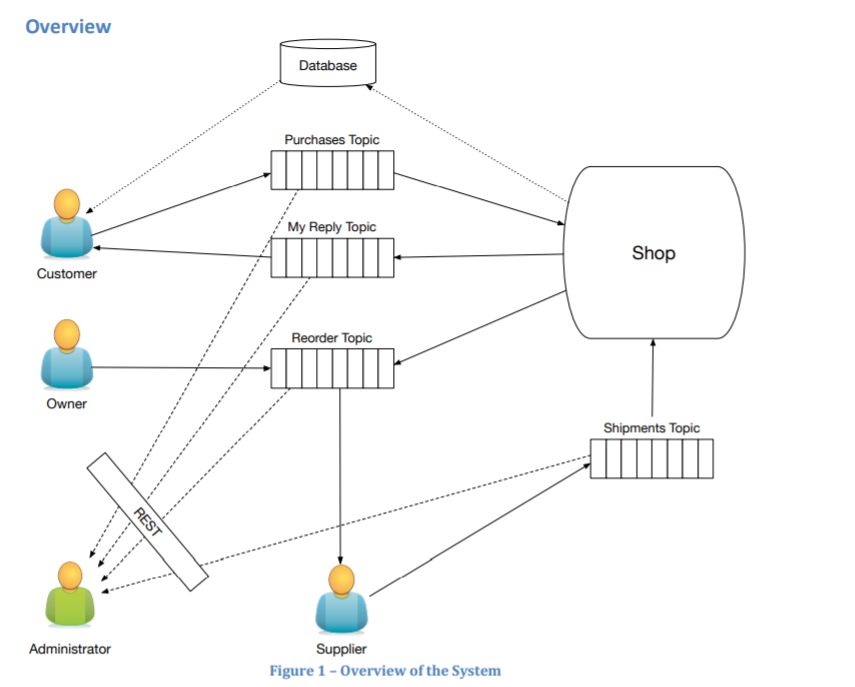 Overview
Database
Purchases Topic
My Reply Topic
Shop
Customer
Reorder Topic
Owner
Shipments Topic
REST
Administrator
Supplier
Figure 1 – Overview of the System